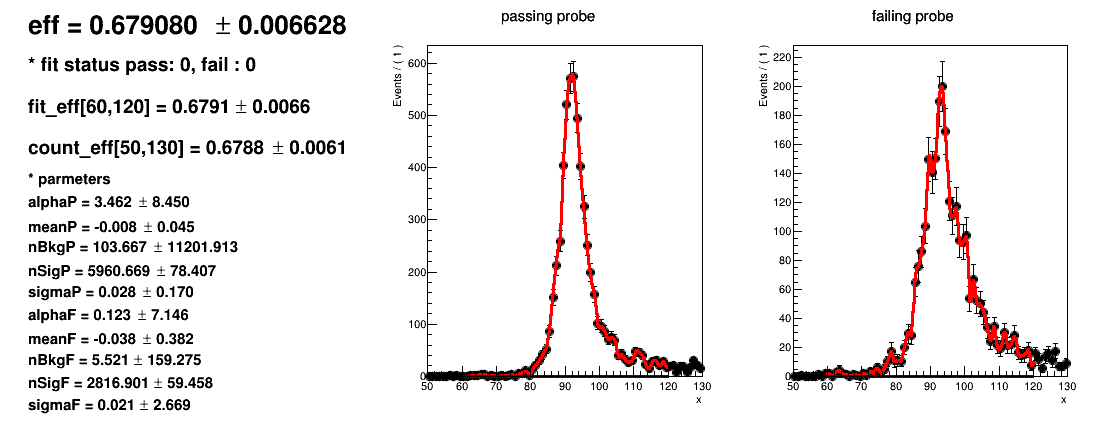 eff = 0.679080 ± 0.006628
* fit status pass: 0, fail : 0
fit_eff[60,120] = 0.6791 ± 0.0066
count_eff[50,130] = 0.6788 ± 0.0061
* parmeters
alphaP = 3.462 ± 8.450
meanP = -0.008 ± 0.045
nBkgP = 103.667 ± 11201.913
nSigP = 5960.669 ± 78.407
sigmaP = 0.028 ± 0.170
alphaF = 0.123 ± 7.146
meanF = -0.038 ± 0.382
nBkgF = 5.521 ± 159.275
nSigF = 2816.901 ± 59.458
sigmaF = 0.021 ± 2.669
passing probe
Events / ( 1 )
600
500
400
300
200
100
0
50 60 70 80 90 100 110 120 130
x
failing probe
Events / ( 1 )
220
200
180
160
140
120
100
80
60
40
20
0
50 60 70 80 90 100 110 120 130
x